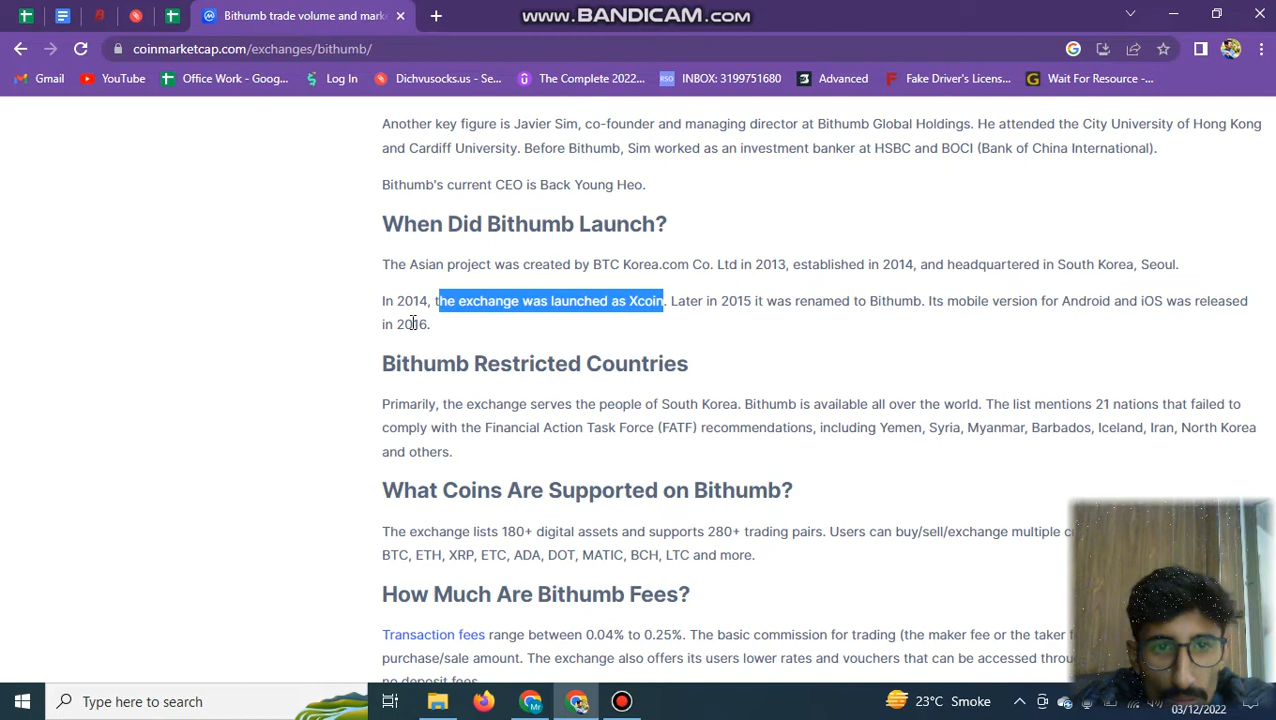 Bithumb trade volume and mark
www.BANDICAM.com
coinmarketcap.com/exchanges/bithumb/
Gmail
YouTube
Office Work - Goog...
Log In
Dichvusocks.us - Se...
The Complete 2022...
RSO
INBOX: 3199751680
Advanced
Fake Driver's Licens...
Wait For Resource -...
Another key figure is Javier Sim, co-founder and managing director at Bithumb Global Holdings. He attended the City University of Hong Kong
and Cardiff University. Before Bithumb, Sim worked as an investment banker at HSBC and BOCI (Bank of China International).
Bithumb's current CEO is Back Young Heo.
When Did Bithumb Launch?
The Asian project was created by BTC Korea.com Co. Ltd in 2013, established in 2014, and headquartered in South Korea, Seoul.
In 2014, the exchange was launched as Xcoin. Later in 2015 it was renamed to Bithumb. Its mobile version for Android and iOS was released
in 2016.
Bithumb Restricted Countries
Primarily, the exchange serves the people of South Korea. Bithumb is available all over the world. The list mentions 21 nations that failed to
comply with the Financial Action Task Force (FATF) recommendations, including Yemen, Syria, Myanmar, Barbados, Iceland, Iran, North Korea
and others.
What Coins Are Supported on Bithumb?
The exchange lists 180+ digital assets and supports 280+ trading pairs. Users can buy/sell/exchange multiple
BTC, ETH, XRP, ETC, ADA, DOT, MATIC, BCH, LTC and more.
How Much Are Bithumb Fees?
Transaction fees range between 0.04% to 0.25%. The basic commission for trading (the maker fee or the taker
purchase/sale amount. The exchange also offers its users lower rates and vouchers that can be accessed
no deposit fees.
Type here to search
23°C Smoke
03/12/2022